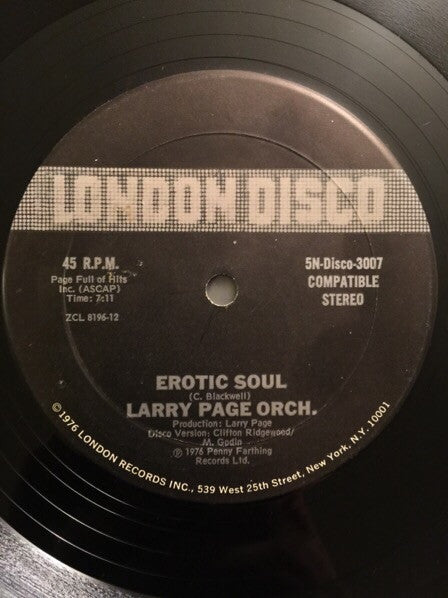 LONDON DISCO
45 R.P.M.
Page Full of Hits
Inc. (ASCAP)
Time: 7:11
ZCL 8196-12
5N-Disco-3007
COMPATIBLE
STEREO
EROTIC SOUL
(C. Blackwell)
LARRY PAGE ORCH.
Production: Larry Page
Disco Version: Clifton Ridgewood/
M. Godin
℗ 1976 Penny Farthing
Records Ltd.
© 1976 LONDON RECORDS INC., 539 West 25th Street, New York, N.Y. 10001